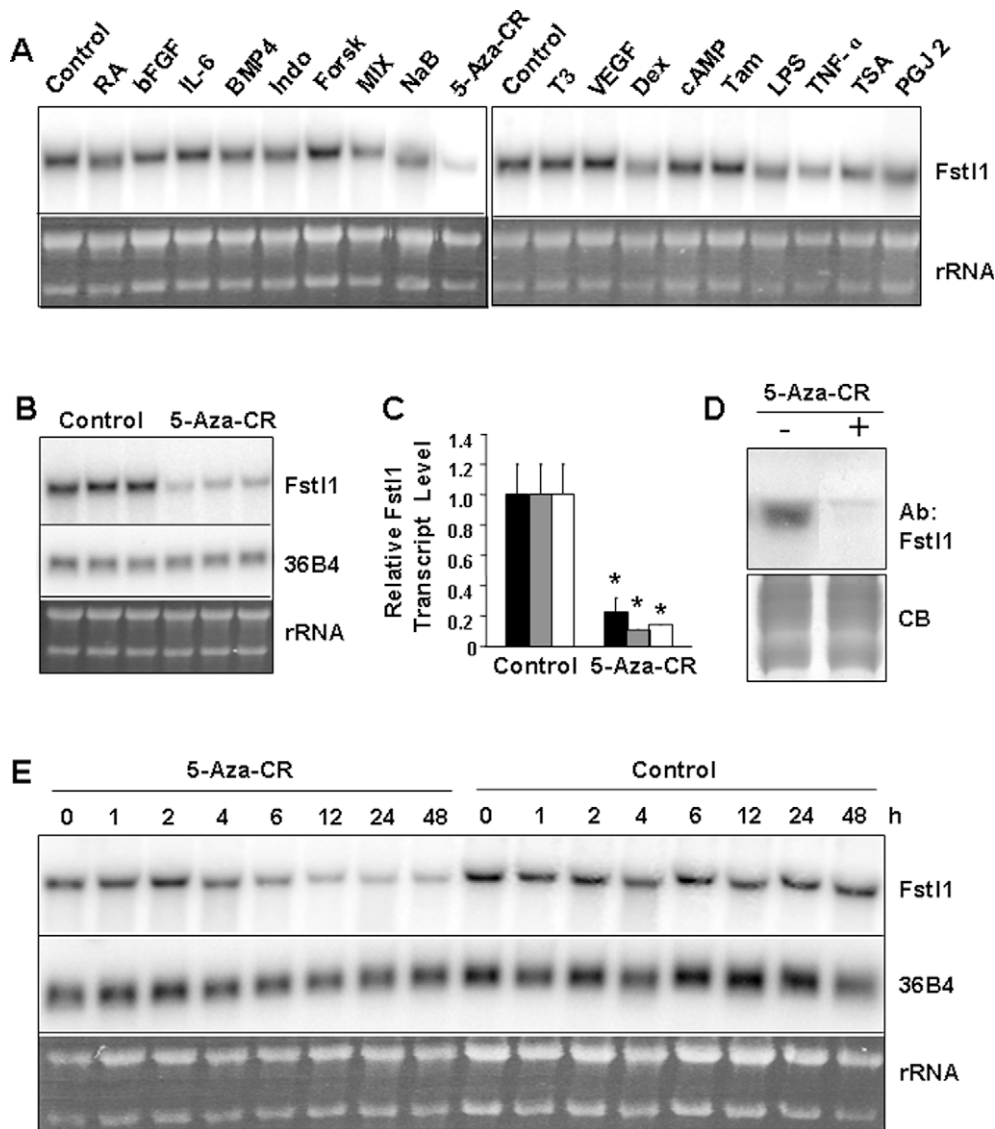 A
Control RA bFGF IL-6 BMP4 Indo Forsk MIX NaB 5-Aza-CR Control T3 VEGF Dex cAMP Tam LPS TNF-α TSA PGJ2
Fstl1
rRNA
B
Control 5-Aza-CR
Fstl1
36B4
rRNA
C
Relative Fstl1
Transcript Level
1.4
1.2
1.0
0.8
0.6
0.4
0.2
0
* * *
Control 5-Aza-CR
D
5-Aza-CR
- +
Ab:
Fstl1
CB
E
5-Aza-CR Control
0 1 2 4 6 12 24 48 0 1 2 4 6 12 24 48 h
Fstl1
36B4
rRNA